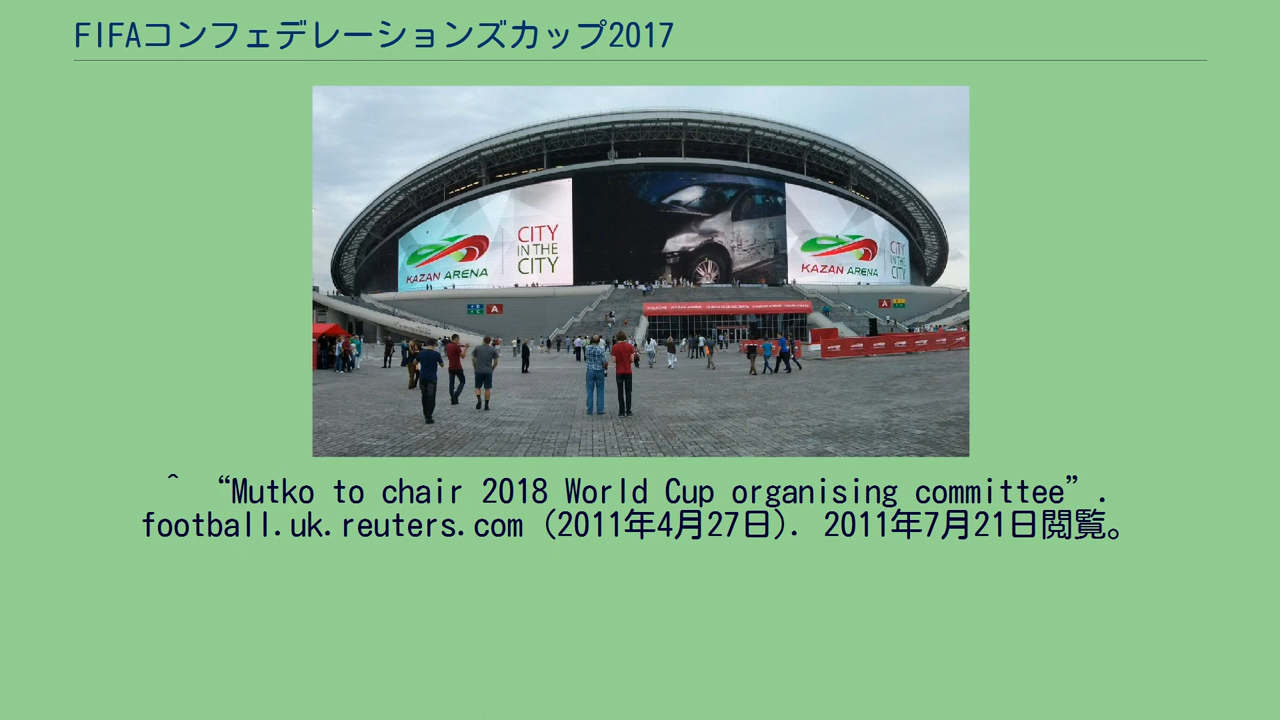 FIFAコンフェデレーションズカップ2017
CITY
IN THE
CITY
KAZAN ARENA
KAZAN ARENA
CITY
IN THE
CITY
A
A
^ “Mutko to chair 2018 World Cup organising committee”.
football.uk.reuters.com (2011年4月27日). 2011年7月21日閲覧。